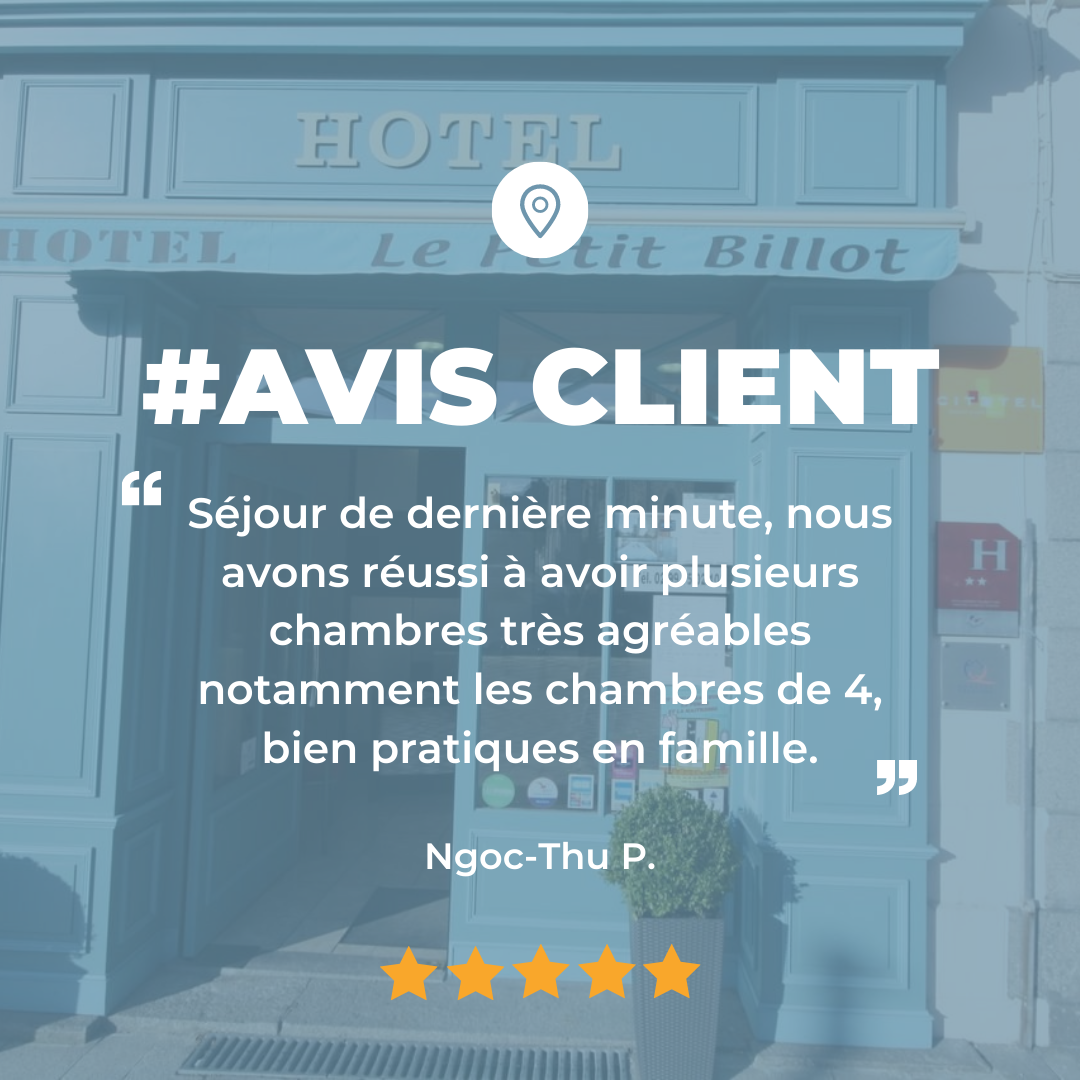 HOTEL
HOTEL Le Petit Billot
#AVIS CLIENT
CITOTEL
“ Séjour de dernière minute, nous
avons réussi à avoir plusieurs
chambres très agréables
notamment les chambres de 4,
bien pratiques en famille. ”
H
Ngoc-Thu P.